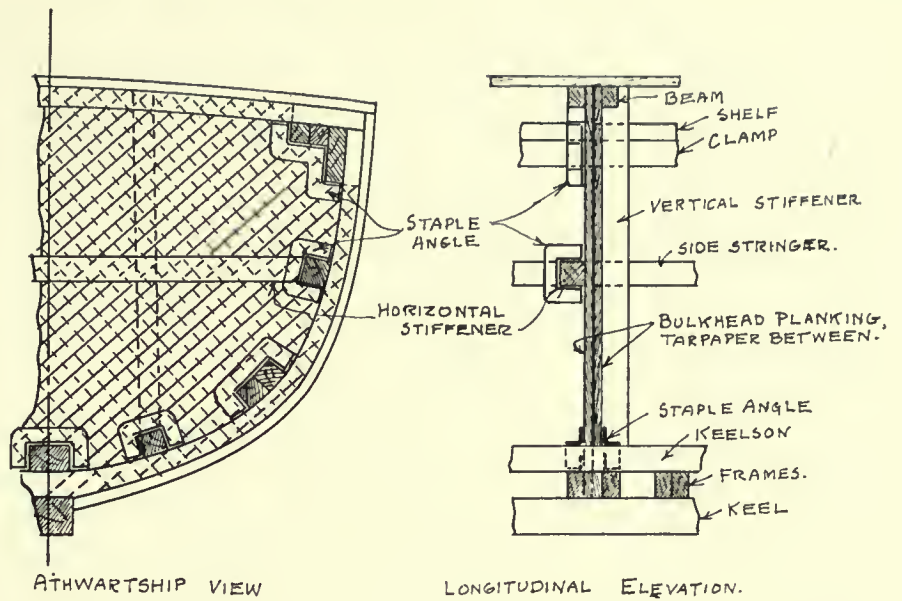 BEAM
SHELF
CLAMP
STAPLE
ANGLE
VERTICAL STIFFENER
SIDE STRINGER.
HORIZONTAL
STIFFENER
BULKHEAD PLANKING,
TARPAPER BETWEEN.
STAPLE ANGLE
KEELSON
FRAMES.
KEEL
ATHWARTSHIP VIEW
LONGITUDINAL ELEVATION.